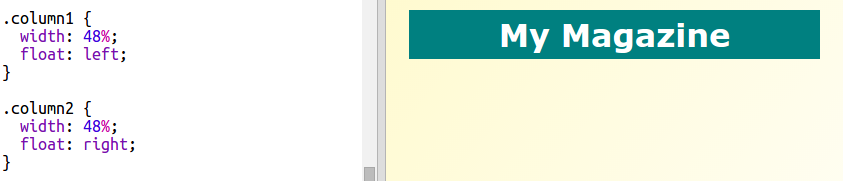 .column1 {
  width: 48%;
  float: left;
}

.column2 {
  width: 48%;
  float: right;
}
My Magazine